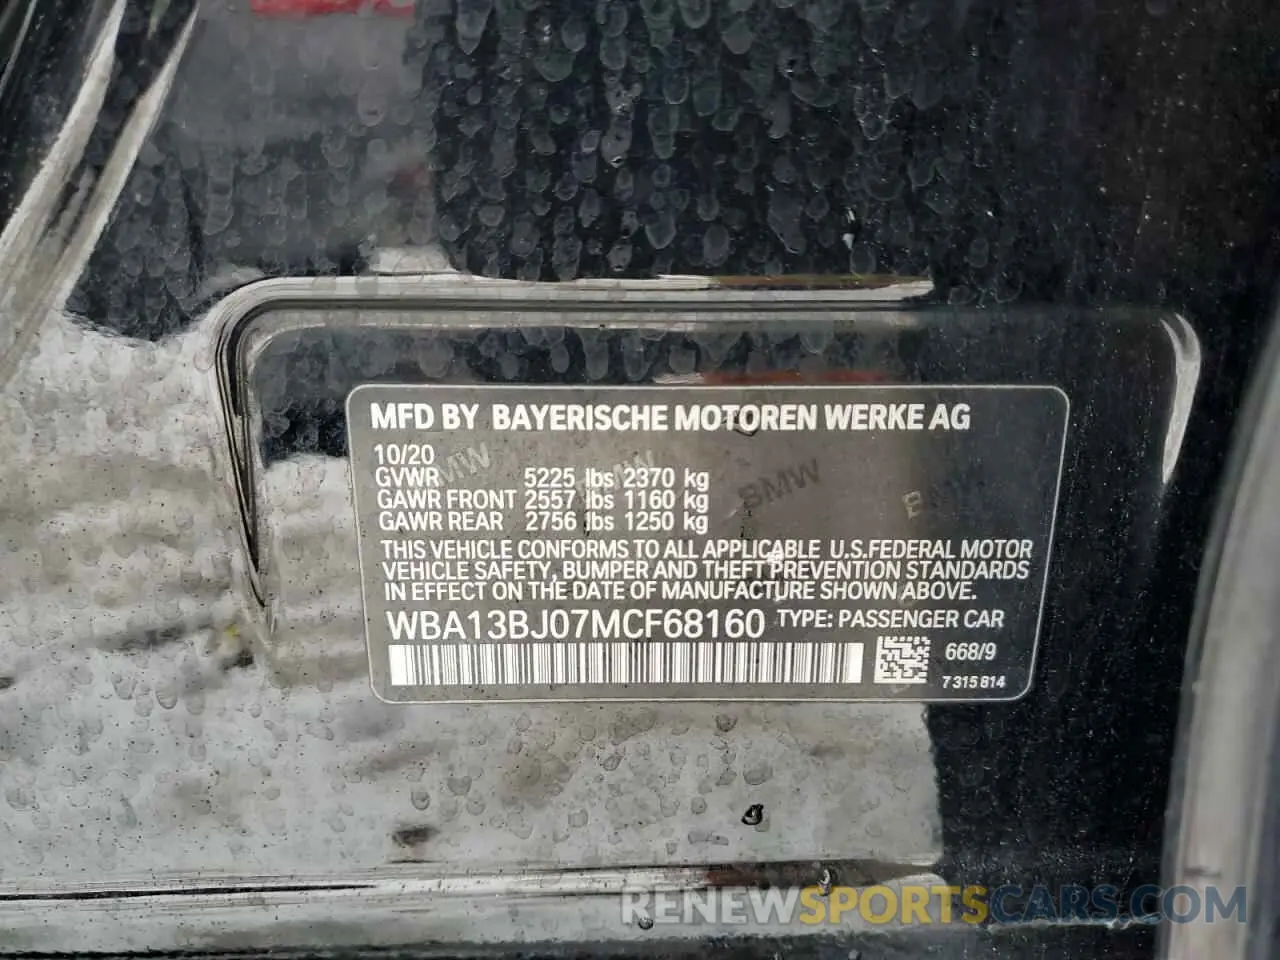 MFD BY BAYERISCHE MOTOREN WERKE AG
10/20
GVWR 5225 lbs 2370 kg
GAWR FRONT 2557 lbs 1160 kg
GAWR REAR 2756 lbs 1250 kg
THIS VEHICLE CONFORMS TO ALL APPLICABLE U.S.FEDERAL MOTOR
VEHICLE SAFETY, BUMPER AND THEFT PREVENTION STANDARDS
IN EFFECT ON THE DATE OF MANUFACTURE SHOWN ABOVE.
WBA13BJ07MCF68160 TYPE: PASSENGER CAR
668/9
7 315 814
BMW
RENEWSPORTSCARS.COM